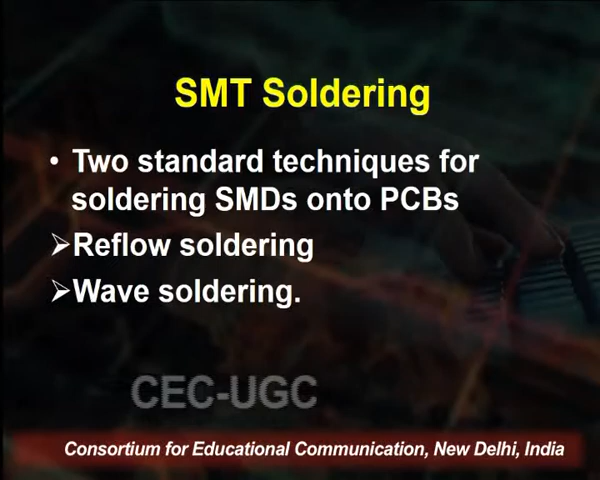 SMT Soldering
• Two standard techniques for
soldering SMDs onto PCBs
➢Reflow soldering
➢Wave soldering.
CEC-UGC
Consortium for Educational Communication, New Delhi, India